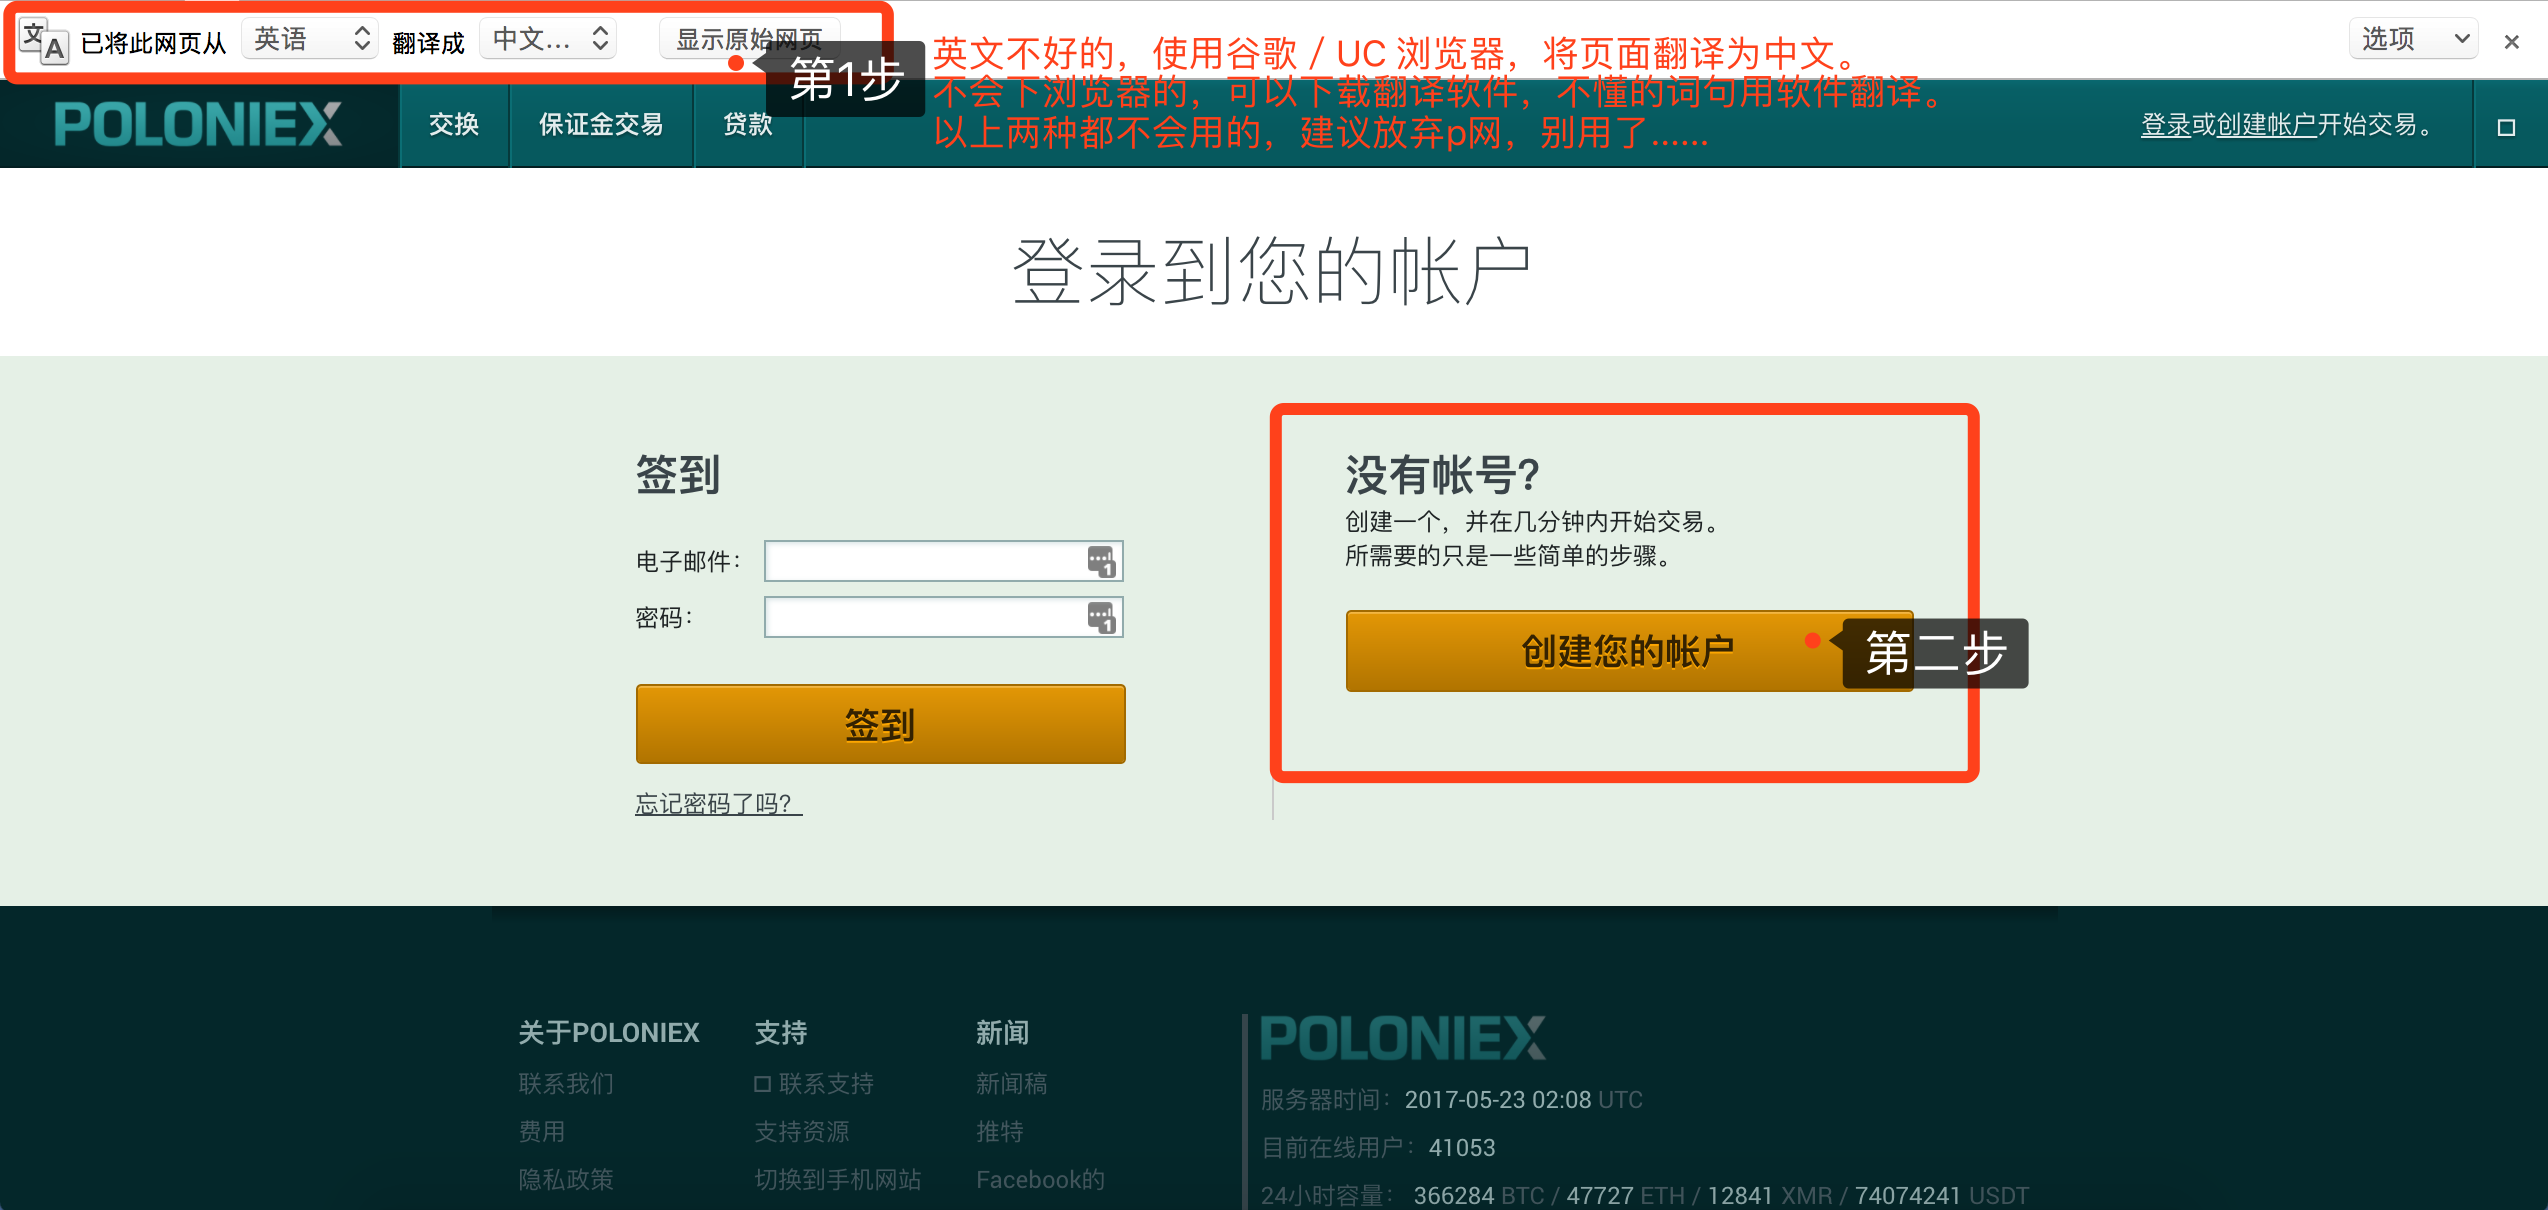 文A 已将此网页从 英语 翻译成 中文... 显示原始网页 选项 ×
第1步
英文不好的，使用谷歌 / UC 浏览器，将页面翻译为中文。
不会下浏览器的，可以下载翻译软件，不懂的词句用软件翻译。
以上两种都不会用的，建议放弃p网，别用了......
POLONIEX 交换 保证金交易 贷款 登录或创建帐户开始交易。
登录到您的帐户
签到
电子邮件：
密码：
签到
忘记密码了吗？
没有帐号？
创建一个，并在几分钟内开始交易。
所需要的只是一些简单的步骤。
创建您的帐户
第二步
关于POLONIEX
联系我们
费用
隐私政策
支持
联系支持
支持资源
切换到手机网站
新闻
新闻稿
推特
Facebook的
POLONIEX
服务器时间：2017-05-23 02:08 UTC
目前在线用户：41053
24小时容量：366284 BTC / 47727 ETH / 12841 XMR / 74074241 USDT